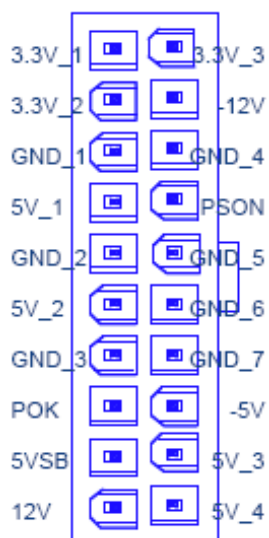 3.3V_1 3.3V_3
3.3V_2 -12V
GND_1 GND_4
5V_1 PSON
GND_2 GND_5
5V_2 GND_6
GND_3 GND_7
POK -5V
5VSB 5V_3
12V 5V_4